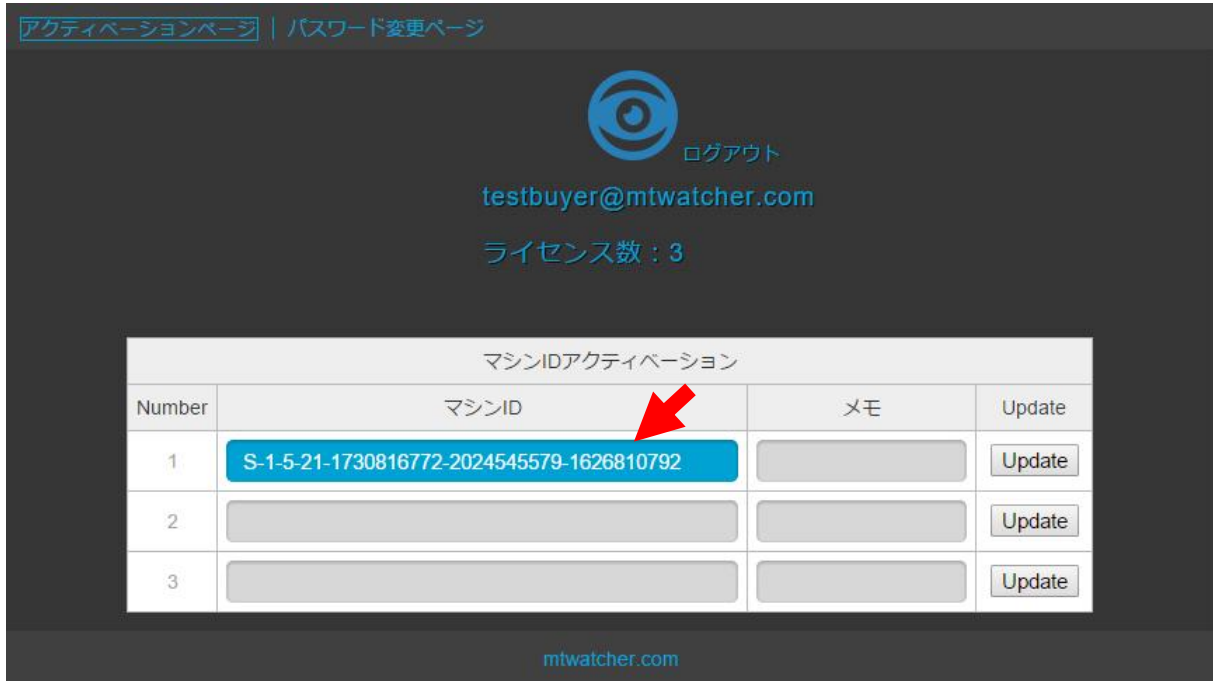 アクティベーションページ | パスワード変更ページ
ログアウト
testbuyer@mtwatcher.com
ライセンス数：3
マシンIDアクティベーション
Number マシンID メモ Update
1 S-1-5-21-1730816772-2024545579-1626810792 Update
2 Update
3 Update
mtwatcher.com